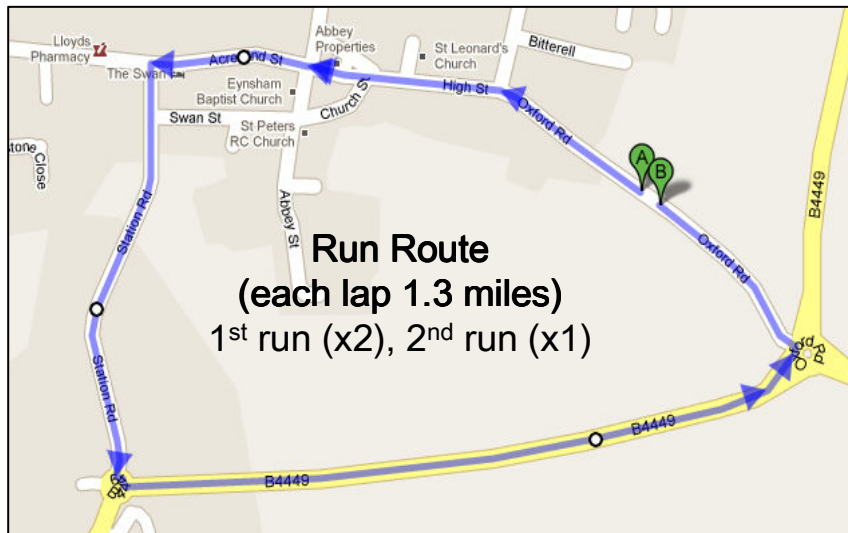 Lloyds
Pharmacy
The Swan
Acre End St
Abbey
Properties
St Leonard's
Church
Bitterell
Eynsham
Baptist Church
Church St
High St
Oxford Rd
Swan St
St Peters
RC Church
Close
Abbey St
Station Rd
A
B
B4449
Oxford Rd
Run Route
(each lap 1.3 miles)
1st run (x2), 2nd run (x1)
Station Rd
B4449
B4449